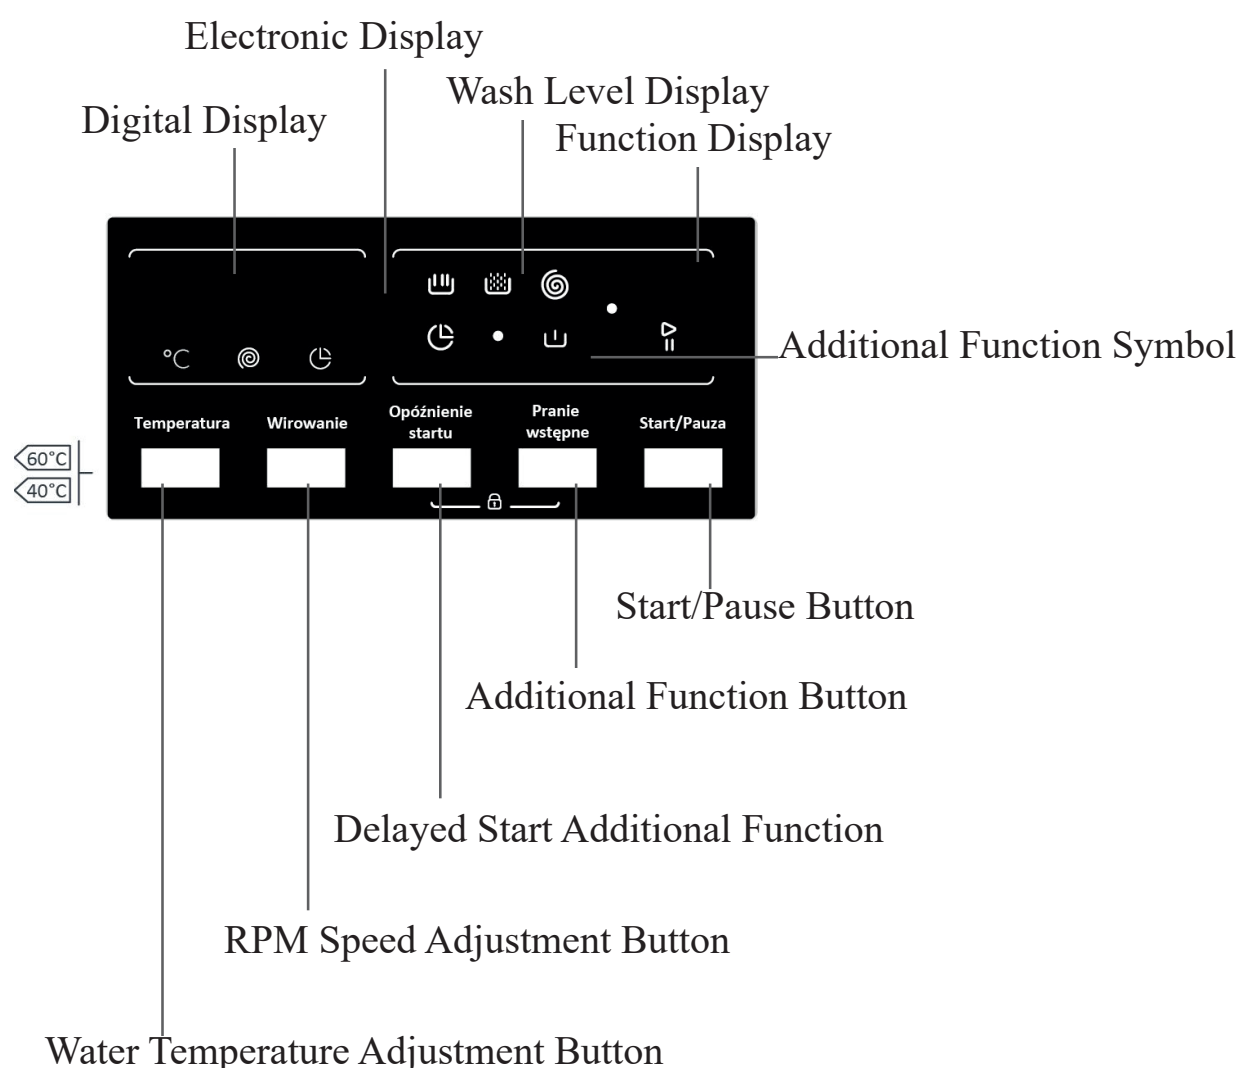 Electronic Display
Wash Level Display
Digital Display
Function Display
°C
Additional Function Symbol
Temperatura
Wirowanie
Opóźnienie
startu
Pranie
wstępne
Start/Pauza
60°C
40°C
Start/Pause Button
Additional Function Button
Delayed Start Additional Function
RPM Speed Adjustment Button
Water Temperature Adjustment Button